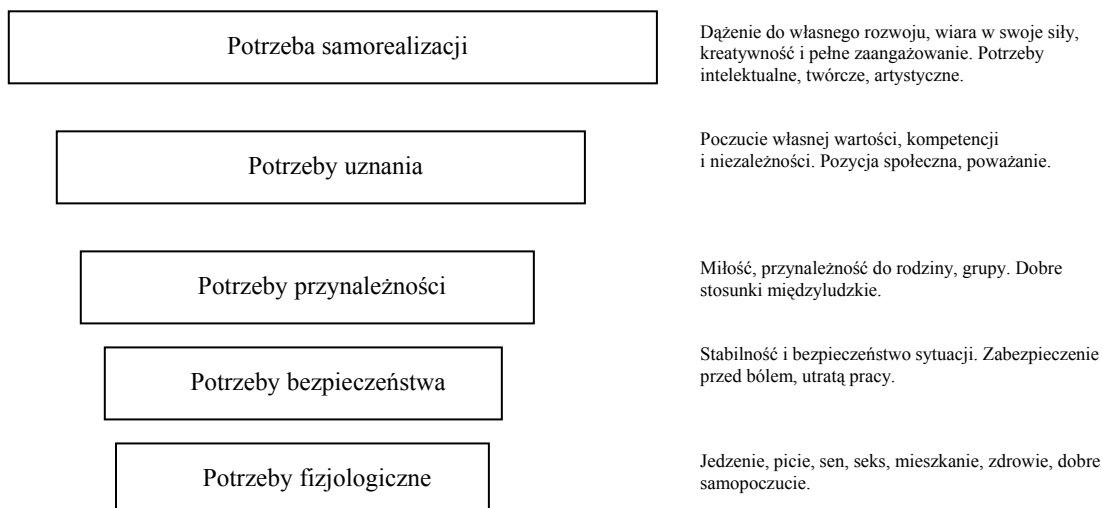 Potrzeba samorealizacji
Dążenie do własnego rozwoju, wiara w swoje siły,
kreatywność i pełne zaangażowanie. Potrzeby
intelektualne, twórcze, artystyczne.
Potrzeby uznania
Poczucie własnej wartości, kompetencji
i niezależności. Pozycja społeczna, poważanie.
Potrzeby przynależności
Miłość, przynależność do rodziny, grupy. Dobre
stosunki międzyludzkie.
Potrzeby bezpieczeństwa
Stabilność i bezpieczeństwo sytuacji. Zabezpieczenie
przed bólem, utratą pracy.
Potrzeby fizjologiczne
Jedzenie, picie, sen, seks, mieszkanie, zdrowie, dobre
samopoczucie.